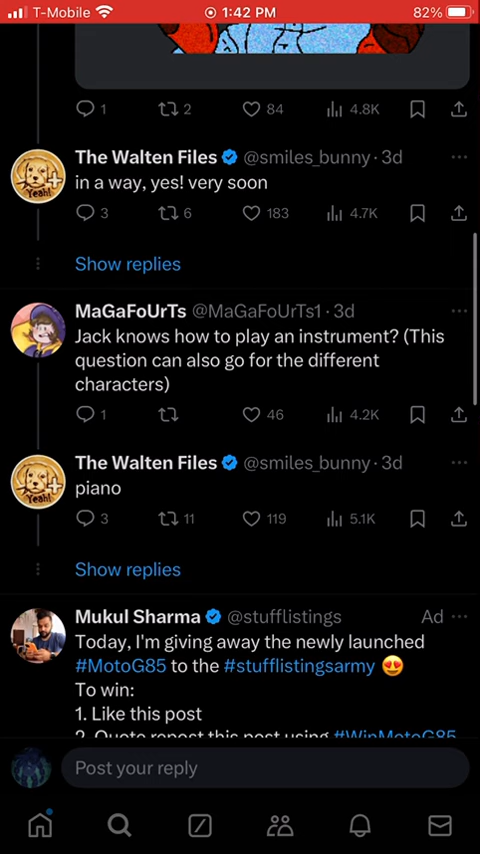 T-Mobile 1:42 PM 82%
1 2 84 4.8K
The Walten Files @smiles_bunny · 3d
in a way, yes! very soon
Yeah!
3 6 183 4.7K
Show replies
MaGaFoUrTs @MaGaFoUrTs1 · 3d
Jack knows how to play an instrument? (This
question can also go for the different
characters)
1 46 4.2K
The Walten Files @smiles_bunny · 3d
piano
Yeah!
3 11 119 5.1K
Show replies
Mukul Sharma @stufflistings Ad
Today, I'm giving away the newly launched
#MotoG85 to the #stufflistingsarmy 😍
To win:
1. Like this post
2. Quote repost this post using #WinMotoG85
Post your reply